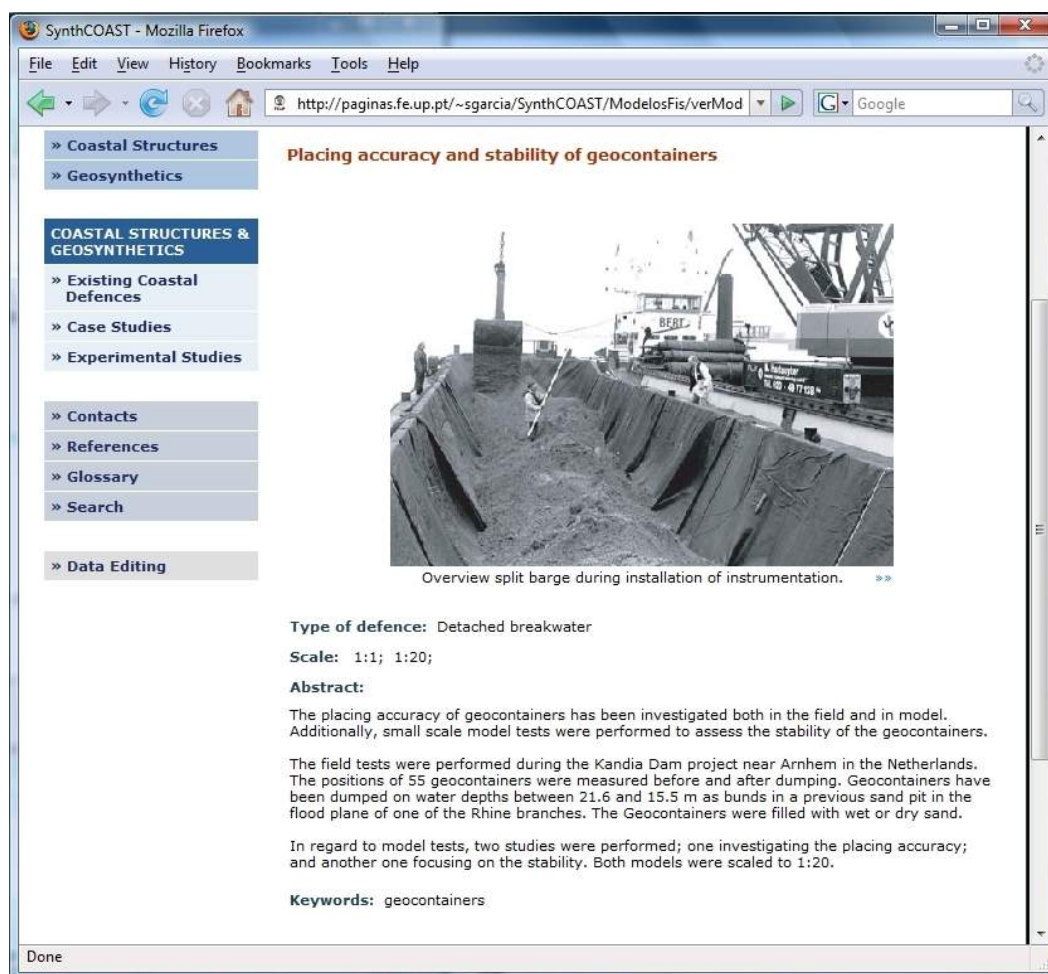 SynthCOAST - Mozilla Firefox
File Edit View History Bookmarks Tools Help
http://paginas.fe.up.pt/~sgarcia/SynthCOAST/ModelosFis/verMod
G Google
» Coastal Structures
» Geosynthetics
COASTAL STRUCTURES &
GEOSYNTHETICS
» Existing Coastal
Defences
» Case Studies
» Experimental Studies
» Contacts
» References
» Glossary
» Search
» Data Editing
Placing accuracy and stability of geocontainers
BERT
Overview split barge during installation of instrumentation. »»
Type of defence: Detached breakwater
Scale: 1:1; 1:20;
Abstract:
The placing accuracy of geocontainers has been investigated both in the field and in model.
Additionally, small scale model tests were performed to assess the stability of the geocontainers.
The field tests were performed during the Kandia Dam project near Arnhem in the Netherlands.
The positions of 55 geocontainers were measured before and after dumping. Geocontainers have
been dumped on water depths between 21.6 and 15.5 m as bunds in a previous sand pit in the
flood plane of one of the Rhine branches. The Geocontainers were filled with wet or dry sand.
In regard to model tests, two studies were performed; one investigating the placing accuracy;
and another one focusing on the stability. Both models were scaled to 1:20.
Keywords: geocontainers
Done